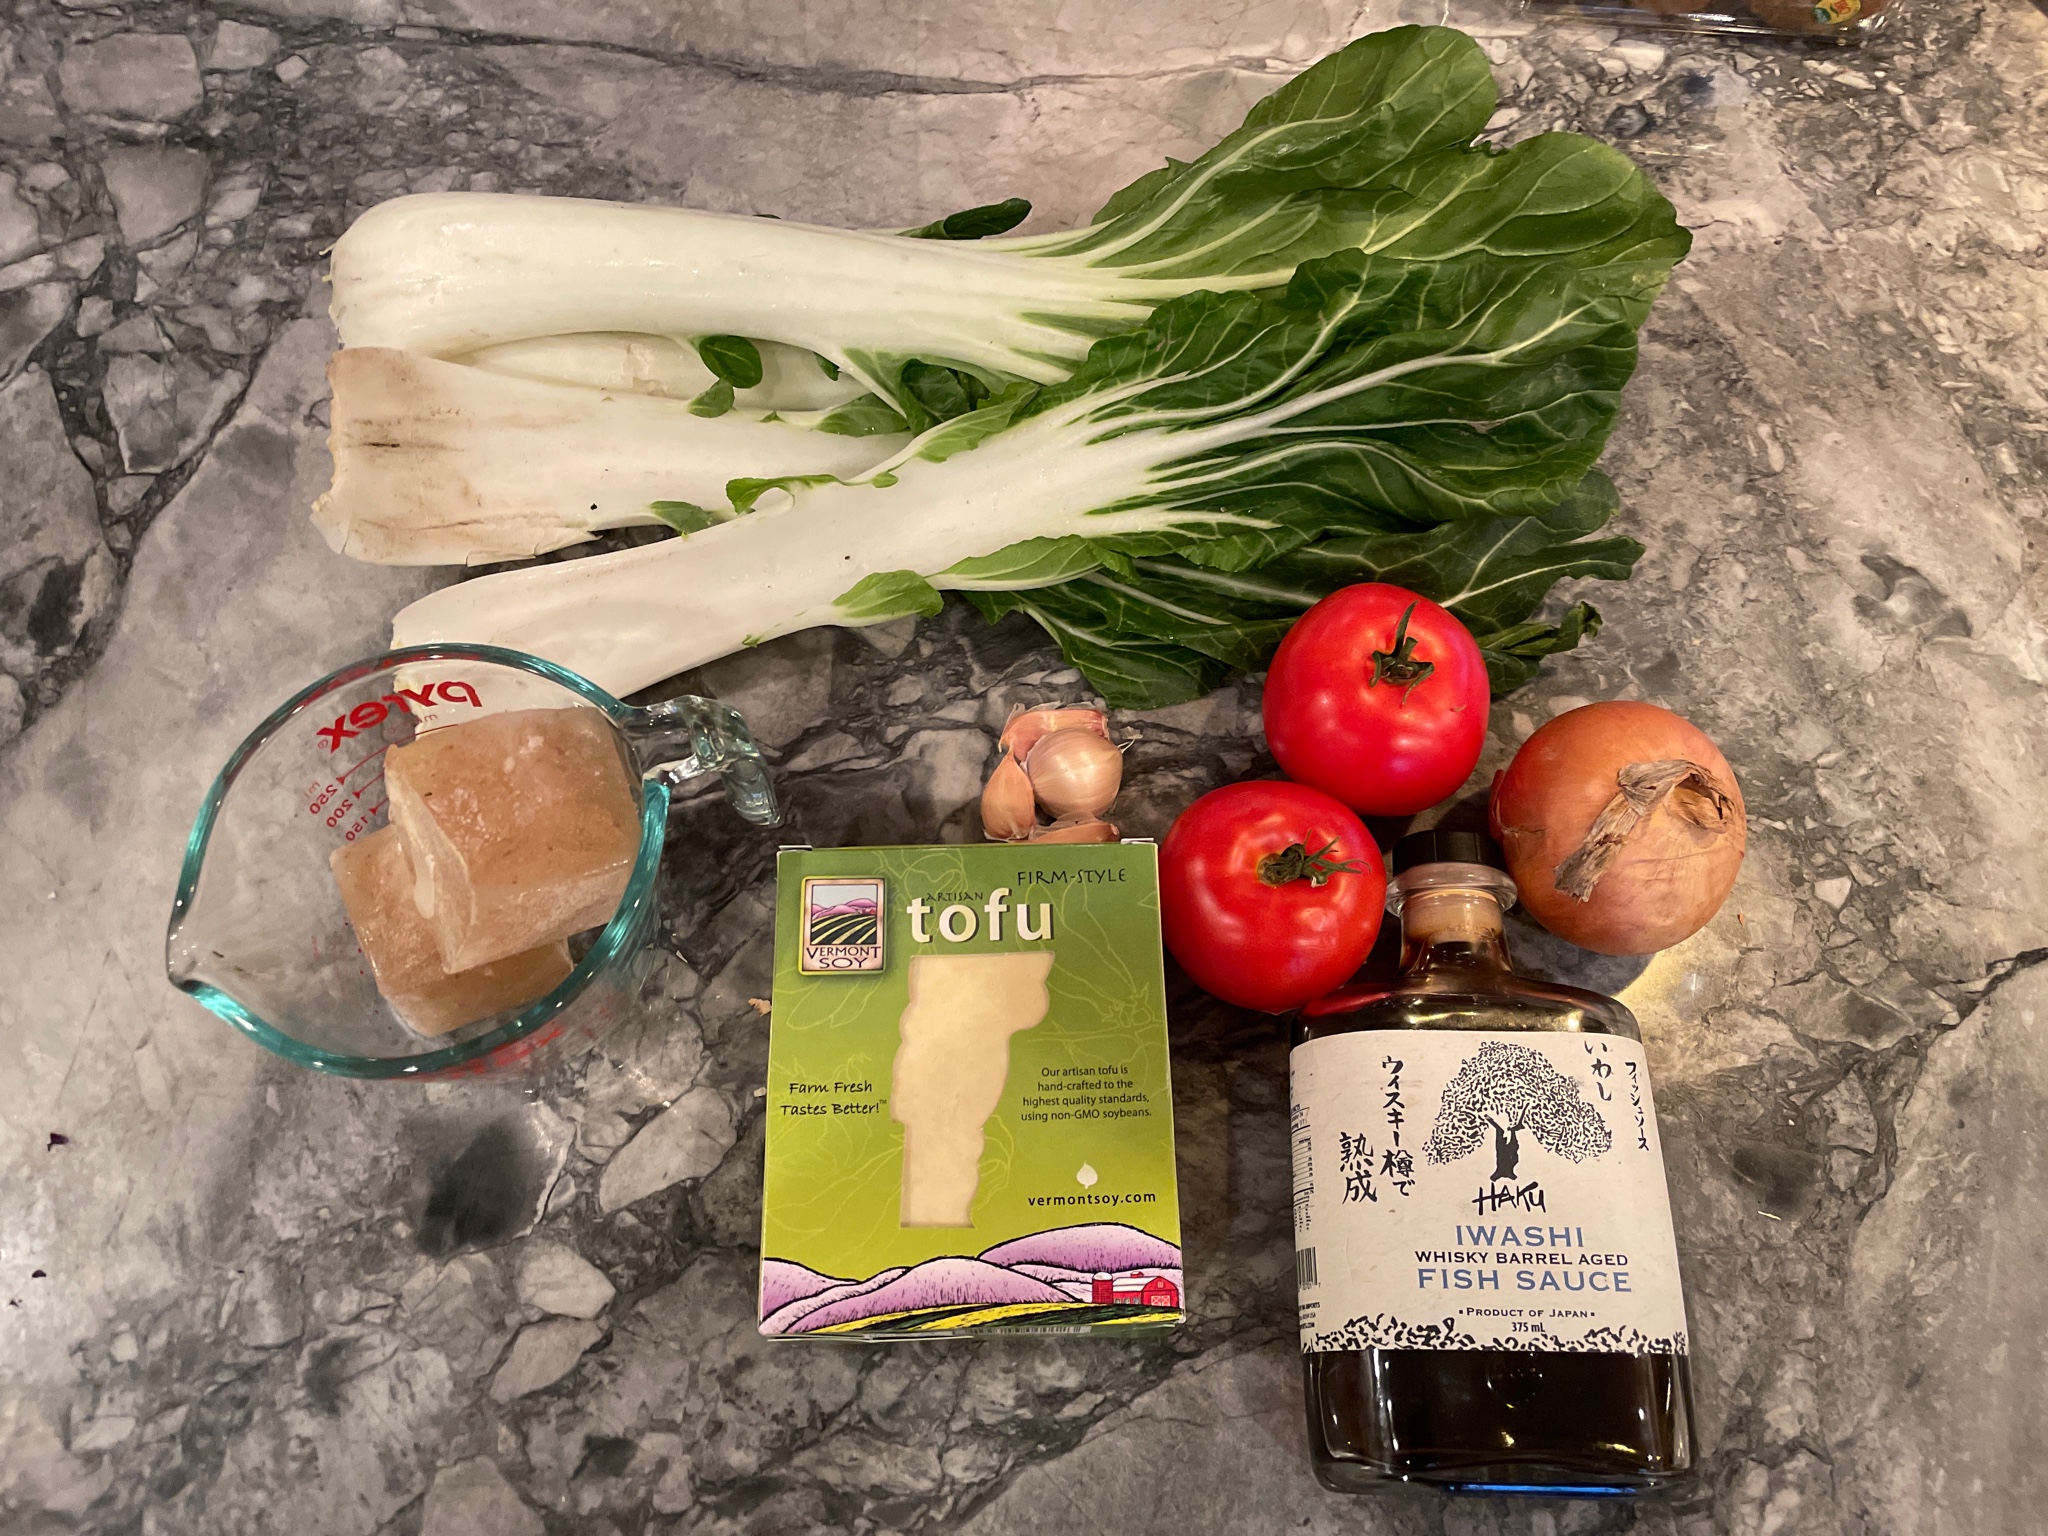 pyrex
250
200
150
FIRM-STYLE
ARTISAN
tofu
VERMONT
SOY
Farm Fresh
Tastes Better!™
Our artisan tofu is
hand-crafted to the
highest quality standards,
using non-GMO soybeans.
vermontsoy.com
いわし
フィッシュソース
ウィスキー樽で
熟成
HAKU
IWASHI
WHISKY BARREL AGED
FISH SAUCE
▪PRODUCT OF JAPAN▪
375 mL